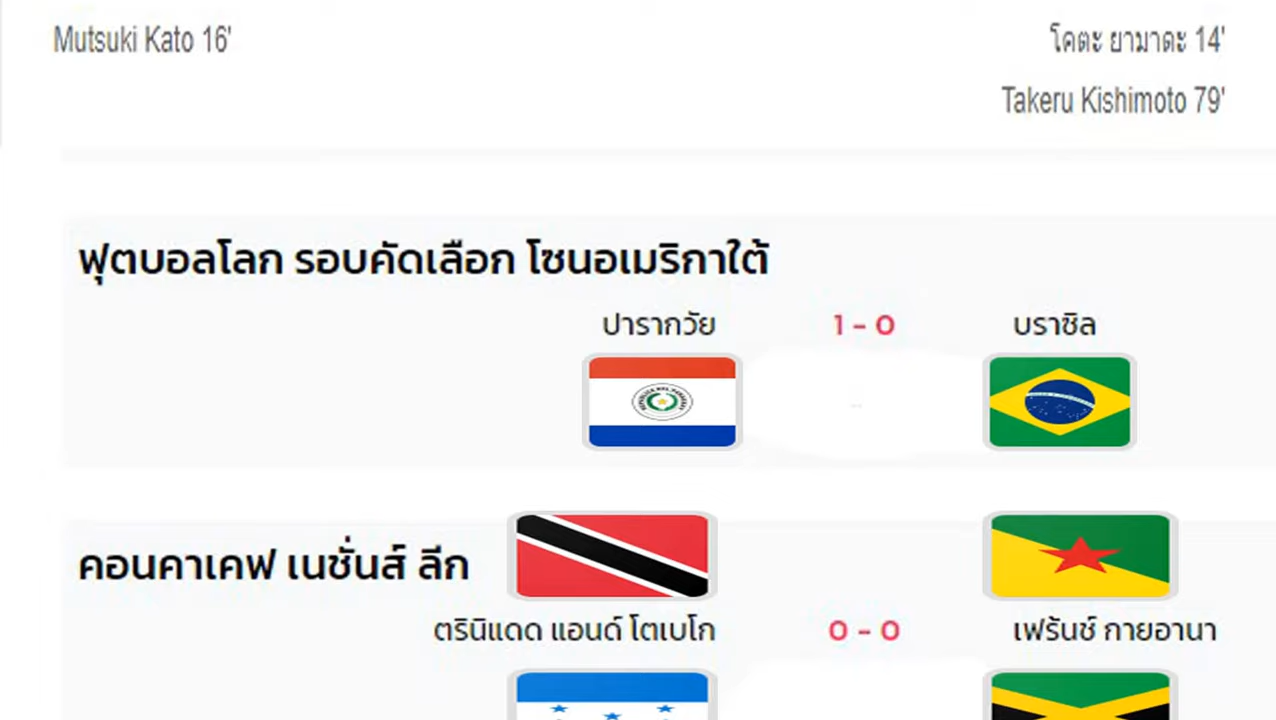 Mutsuki Kato 16' โคตะ ยามาดะ 14'
Takeru Kishimoto 79'
ฟุตบอลโลก รอบคัดเลือก โซนอเมริกาใต้
ปารากวัย 1 - 0 บราซิล
คอนคาเคฟ เนชั่นส์ ลีก
ตรินิแดด แอนด์ โตเบโก 0 - 0 เฟรันช์ กายอานา